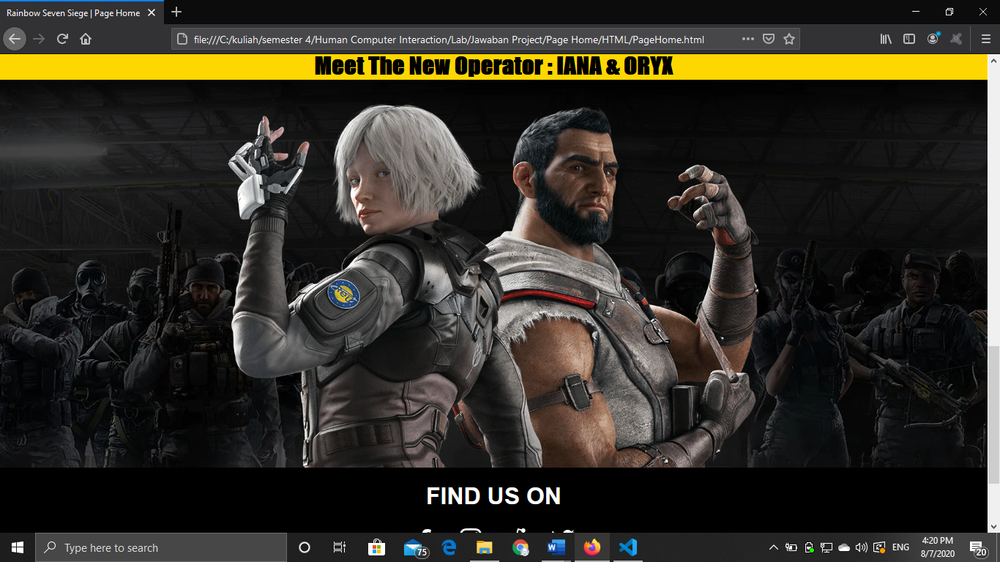 Rainbow Seven Siege | Page Home
file:///C:/kuliah/semester 4/Human Computer Interaction/Lab/Jawaban Project/Page Home/HTML/PageHome.html
Meet The New Operator : IANA & ORYX
FIND US ON
Type here to search
75
ENG
4:20 PM
8/7/2020
20